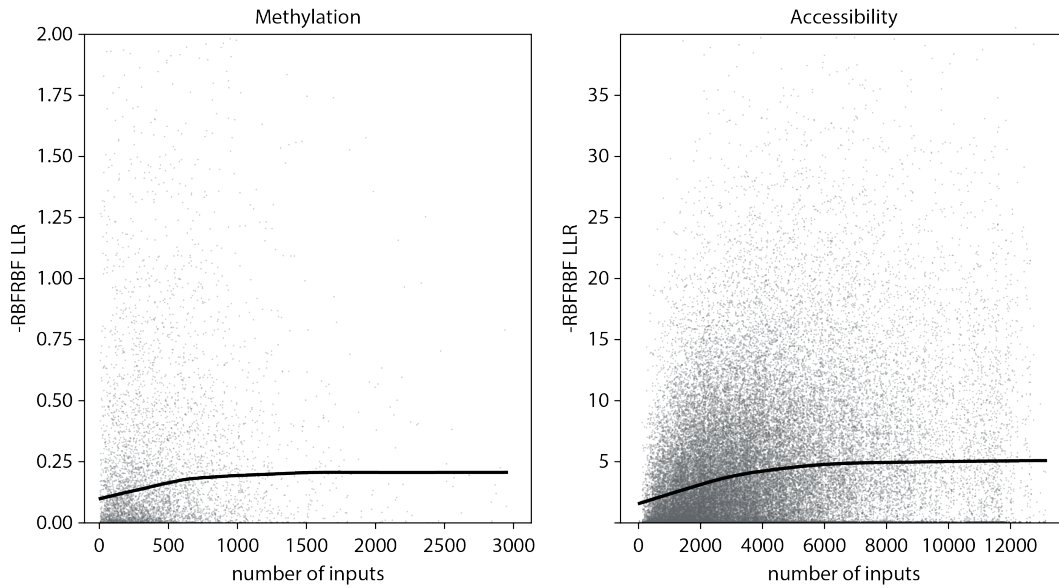 Methylation
2.00
1.75
1.50
1.25
1.00
0.75
0.50
0.25
0.00
-RBFRBF LLR
0 500 1000 1500 2000 2500 3000
number of inputs
Accessibility
35
30
25
20
15
10
5
-RBFRBF LLR
0 2000 4000 6000 8000 10000 12000
number of inputs